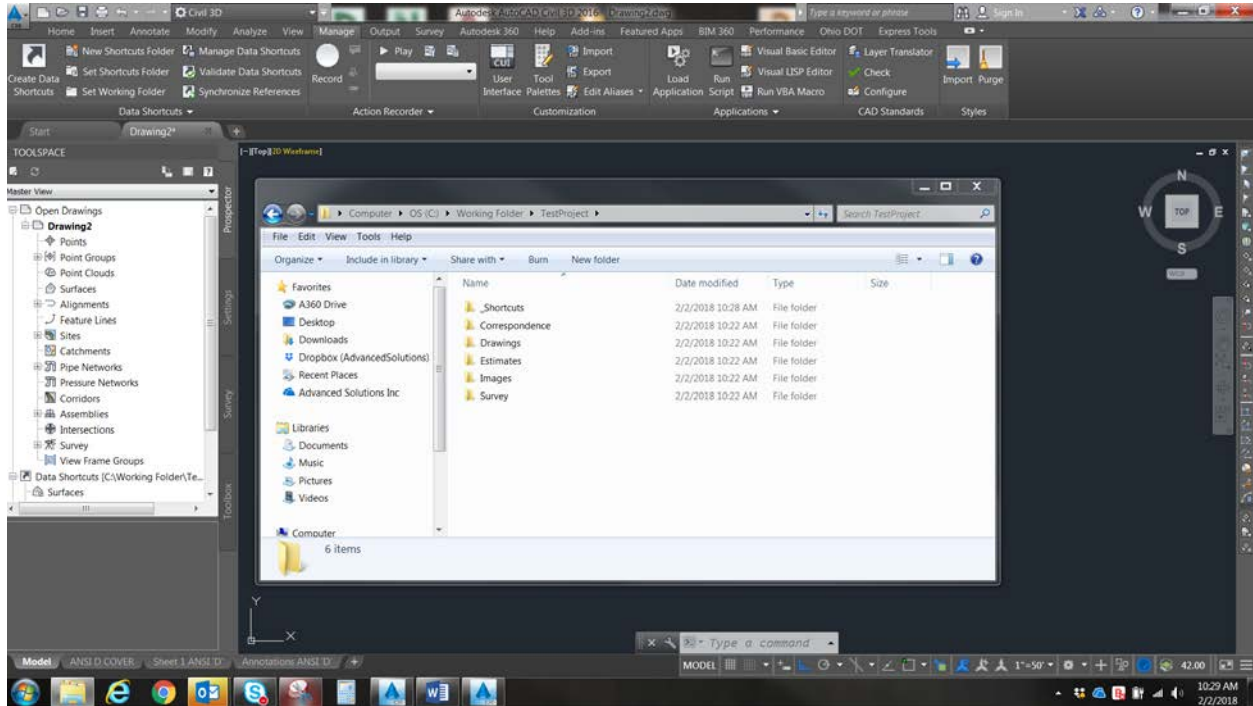 Civil 3D
Autodesk AutoCAD Civil 3D 2016 Drawing2.dwg
Type a keyword or phrase
Sign In
Home Insert Annotate Modify Analyze View Manage Output Survey Autodesk 360 Help Add-ins Featured Apps BIM 360 Performance Ohio DOT Express Tools
New Shortcuts Folder Manage Data Shortcuts
Set Shortcuts Folder Validate Data Shortcuts
Set Working Folder Synchronize References
Create Data Shortcuts
Data Shortcuts
Record
Play
Action Recorder
CUI
User Interface
Tool Palettes
Import
Export
Edit Aliases
Customization
Load Application
Run Script
Visual Basic Editor
Visual LISP Editor
Run VBA Macro
Applications
Layer Translator
Check
Configure
CAD Standards
Import Purge
Styles
Start
Drawing2*
TOOLSPACE
Master View
Open Drawings
Drawing2
Points
Point Groups
Point Clouds
Surfaces
Alignments
Feature Lines
Sites
Catchments
Pipe Networks
Pressure Networks
Corridors
Assemblies
Intersections
Survey
View Frame Groups
Data Shortcuts [C:\Working Folder\Te...
Surfaces
Prospector
Settings
Survey
Toolbox
[-][Top][2D Wireframe]
N
W TOP E
S
WCS
Computer OS (C:) Working Folder TestProject
Search TestProject
File Edit View Tools Help
Organize Include in library Share with Burn New folder
Favorites
A360 Drive
Desktop
Downloads
Dropbox (AdvancedSolutions)
Recent Places
Advanced Solutions Inc
Libraries
Documents
Music
Pictures
Videos
Computer
Name Date modified Type Size
_Shortcuts 2/2/2018 10:28 AM File folder
Correspondence 2/2/2018 10:22 AM File folder
Drawings 2/2/2018 10:22 AM File folder
Estimates 2/2/2018 10:22 AM File folder
Images 2/2/2018 10:22 AM File folder
Survey 2/2/2018 10:22 AM File folder
6 items
Y
X
Type a command
Model ANSI D COVER Sheet 1 ANSI 'D' Annotations ANSI 'D'
MODEL
1"=50'
42.00
10:29 AM
2/2/2018